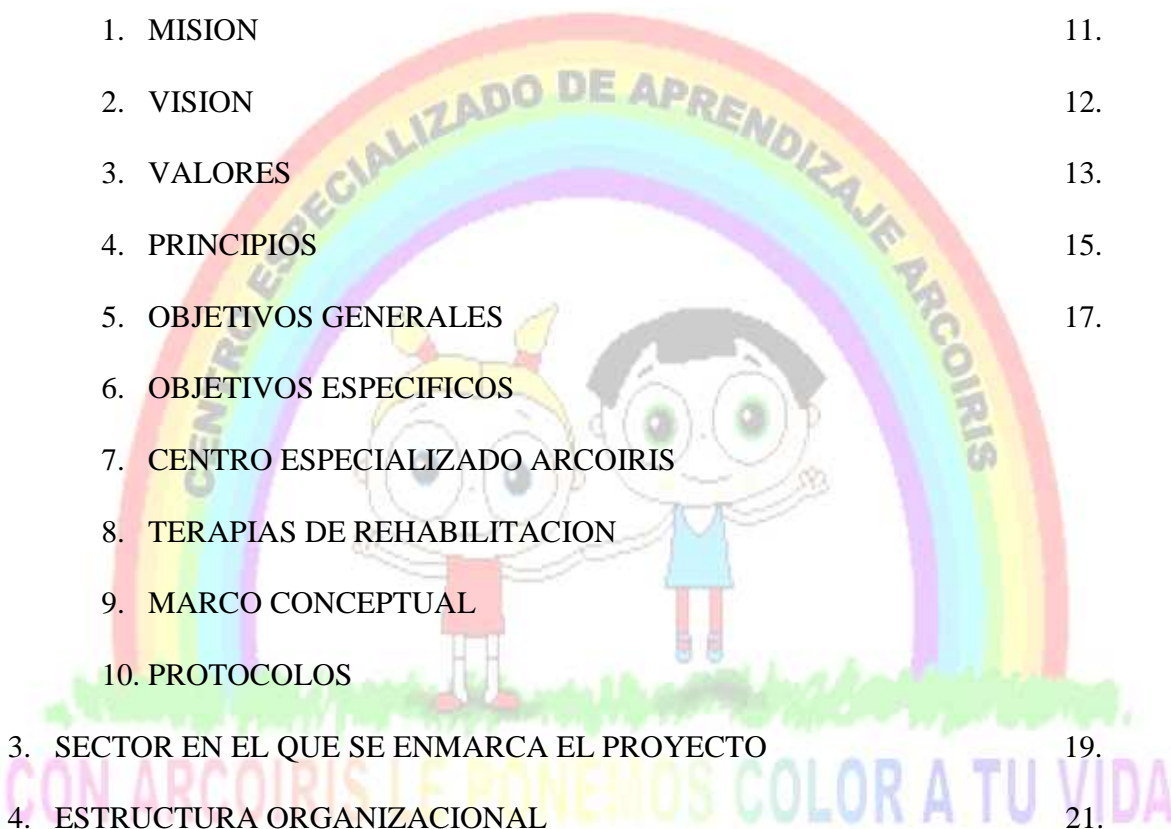 CENTRO ESPECIALIZADO DE APRENDIZAJE ARCOIRIS
1. MISION 11.
2. VISION 12.
3. VALORES 13.
4. PRINCIPIOS 15.
5. OBJETIVOS GENERALES 17.
6. OBJETIVOS ESPECIFICOS
7. CENTRO ESPECIALIZADO ARCOIRIS
8. TERAPIAS DE REHABILITACION
9. MARCO CONCEPTUAL
10. PROTOCOLOS
3. SECTOR EN EL QUE SE ENMARCA EL PROYECTO 19.
CON ARCOIRIS LE PONEMOS COLOR A TU VIDA
4. ESTRUCTURA ORGANIZACIONAL 21.